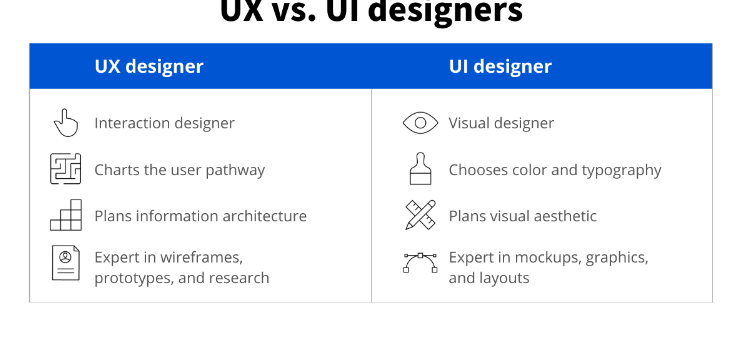 UX vs. UI designers
UX designer
UI designer
Interaction designer
Visual designer
Charts the user pathway
Chooses color and typography
Plans information architecture
Plans visual aesthetic
Expert in wireframes,
prototypes, and research
Expert in mockups, graphics,
and layouts